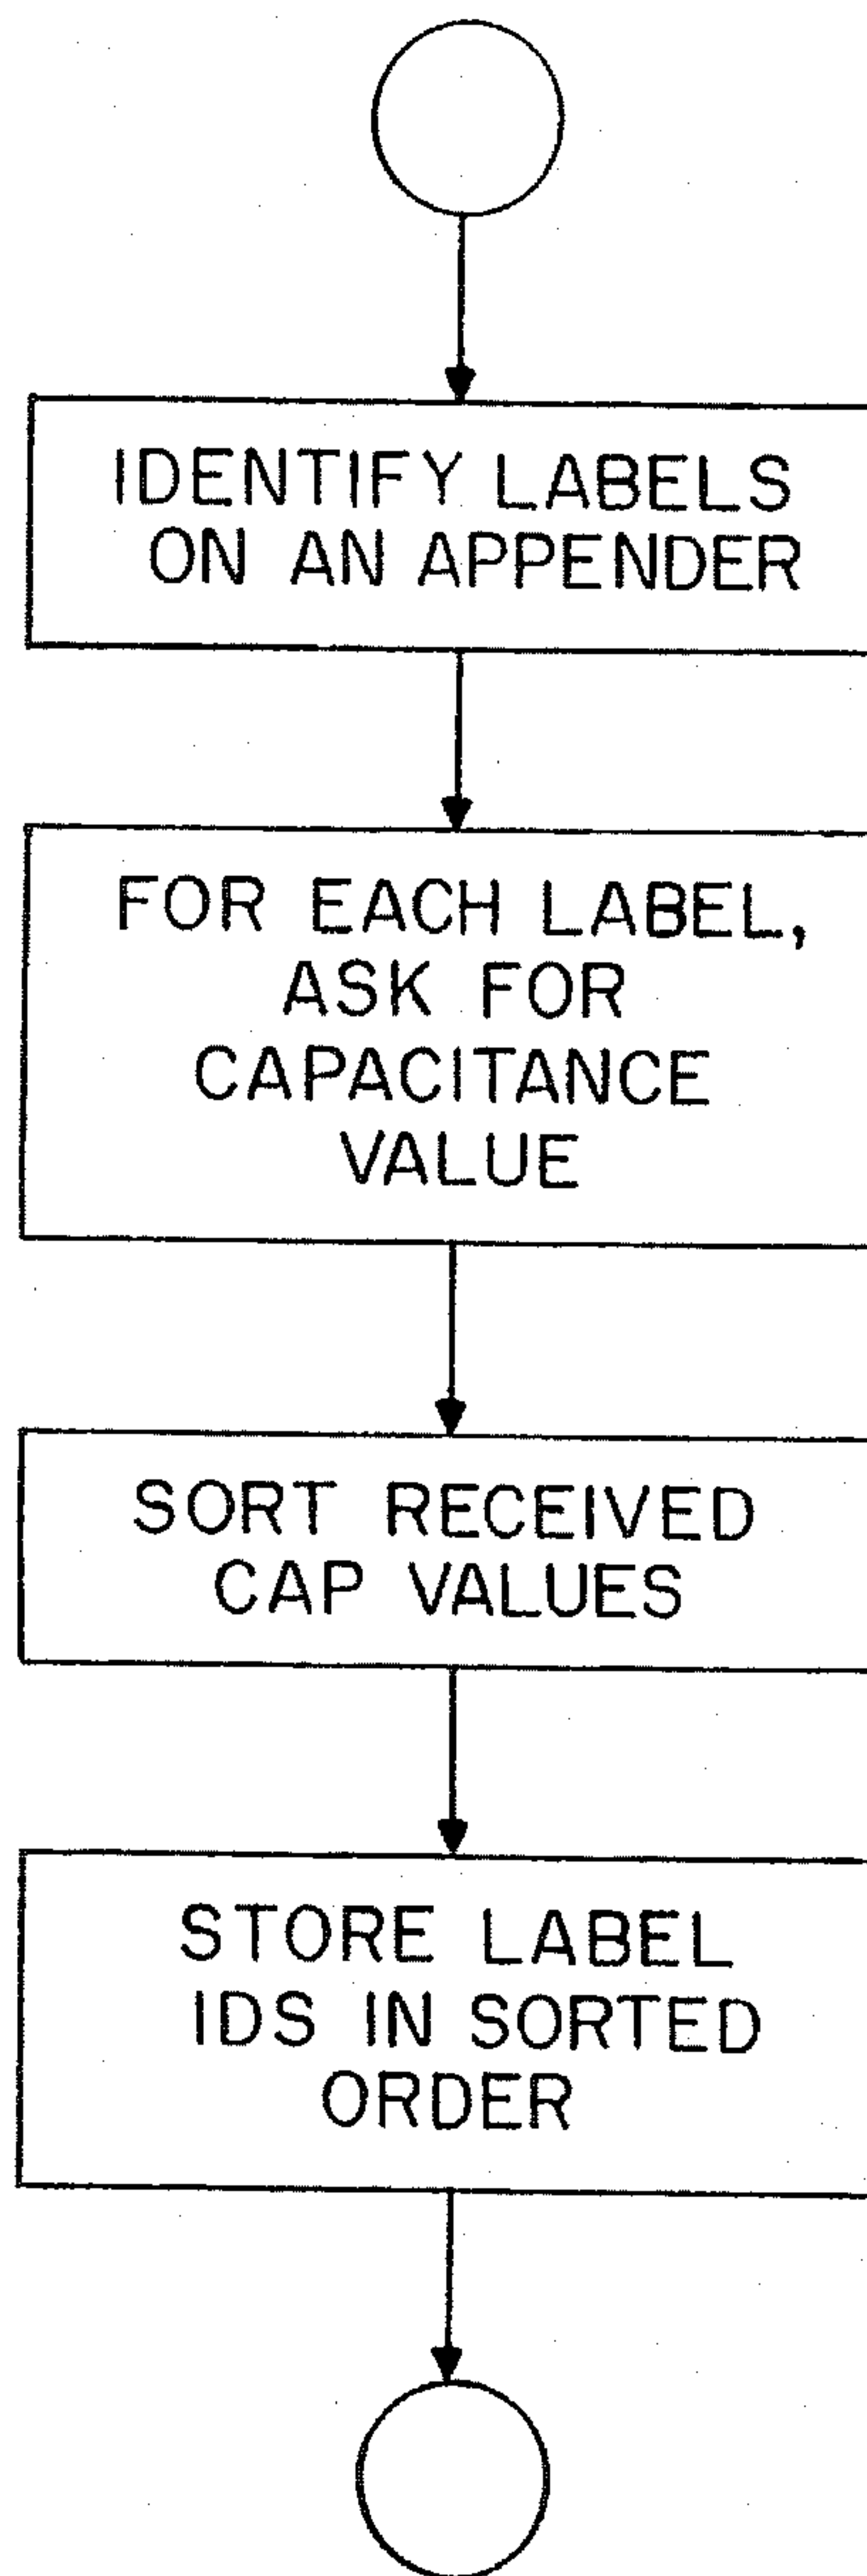 IDENTIFY LABELS
ON AN APPENDER
FOR EACH LABEL,
ASK FOR
CAPACITANCE
VALUE
SORT RECEIVED
CAP VALUES
STORE LABEL
IDS IN SORTED
ORDER